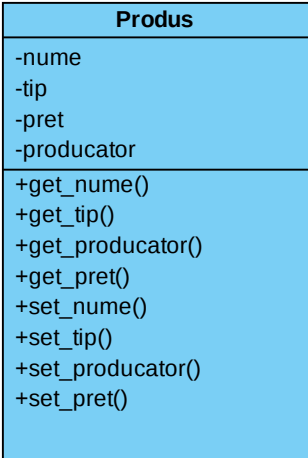 Produs
-nume
-tip
-pret
-producator
+get_nume()
+get_tip()
+get_producator()
+get_pret()
+set_nume()
+set_tip()
+set_producator()
+set_pret()